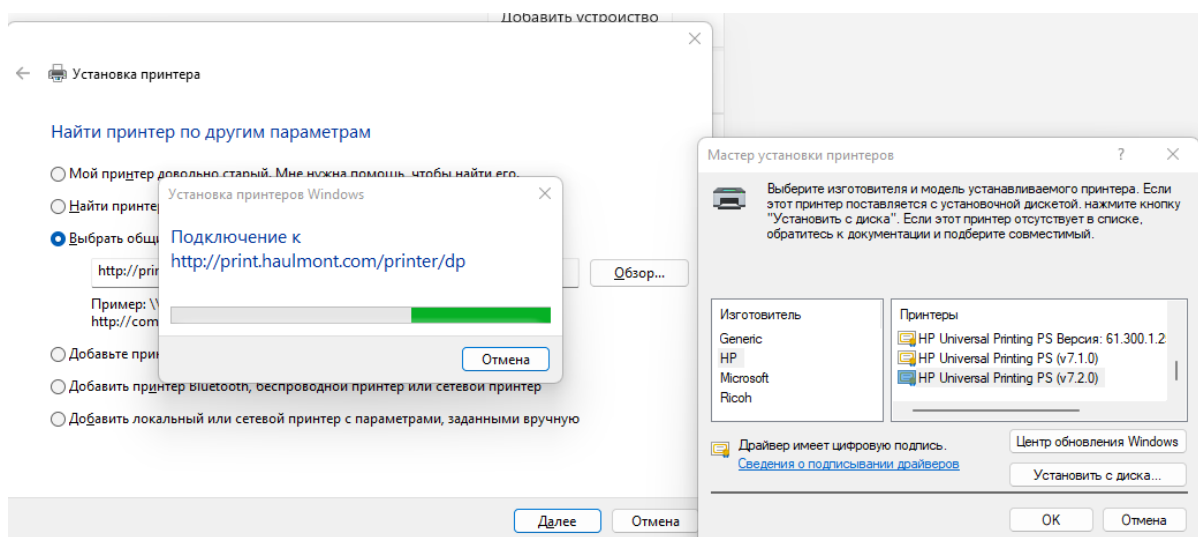 Добавить устройство
Установка принтера
Найти принтер по другим параметрам
Мой принтер довольно старый. Мне нужна помощь, чтобы найти его.
Найти
Выбрать
http://
Обзор...
Пример:
http://com
Добавьте
Добавить принтер Bluetooth, беспроводной принтер или сетевой принтер
Добавить локальный или сетевой принтер с параметрами, заданными вручную
Далее
Отмена
Установка принтеров Windows
Подключение к
http://print.haulmont.com/printer/dp
Отмена
Мастер установки принтеров
?
Выберите изготовителя и модель устанавливаемого принтера. Если
этот принтер поставляется с установочной дискетой. нажмите кнопку
"Установить с диска". Если этот принтер отсутствует в списке,
обратитесь к документации и подберите совместимый.
Изготовитель
Generic
HP
Microsoft
Ricoh
Принтеры
HP Universal Printing PS Версия: 61.300.1.2
HP Universal Printing PS (v7.1.0)
HP Universal Printing PS (v7.2.0)
Драйвер имеет цифровую подпись.
Сведения о подписывании драйверов
Центр обновления Windows
Установить с диска...
OK
Отмена